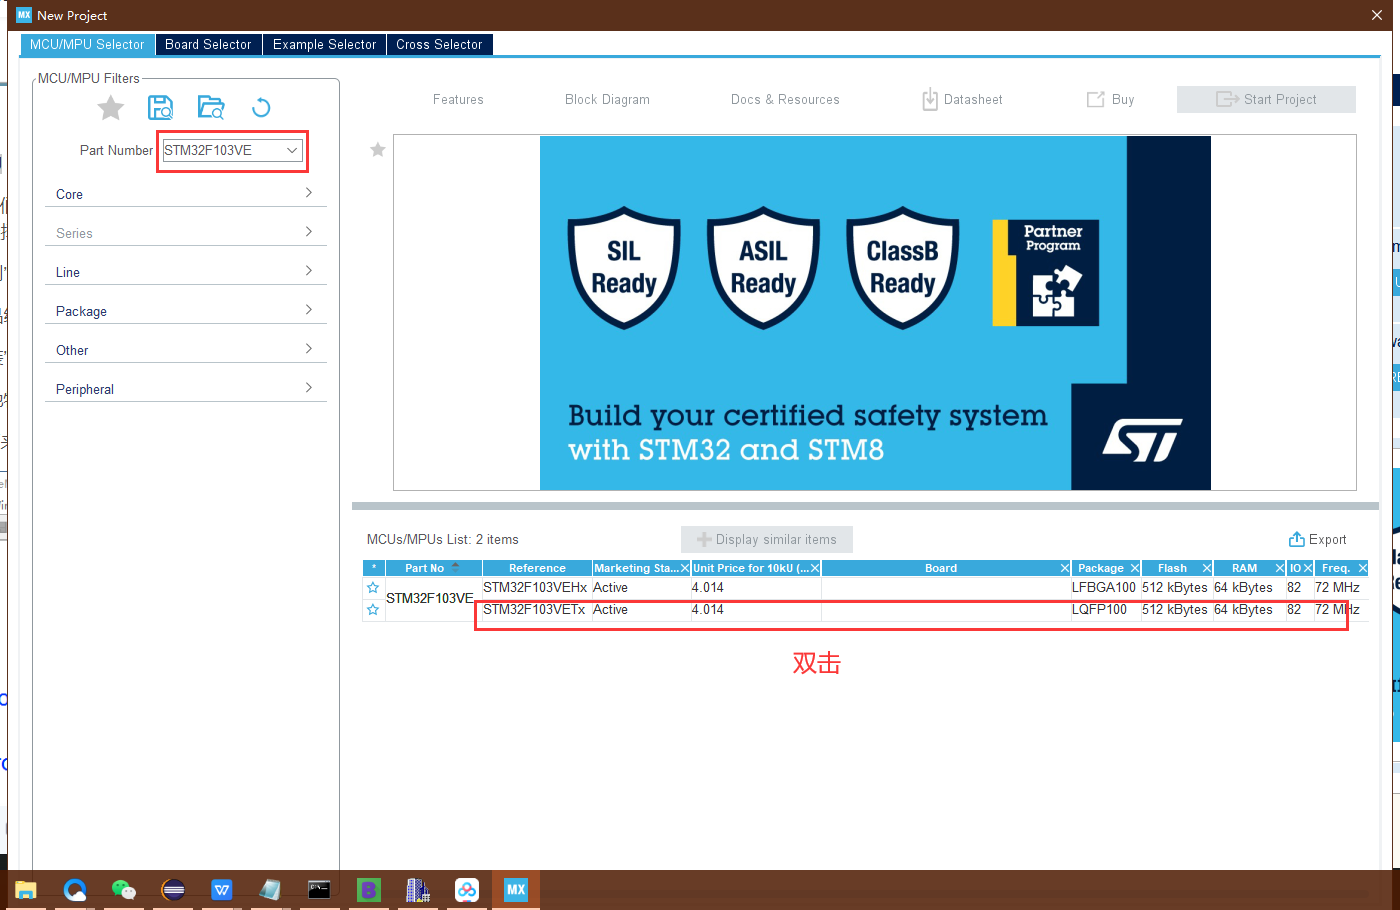 MX New Project
MCU/MPU Selector Board Selector Example Selector Cross Selector
MCU/MPU Filters
Features Block Diagram Docs & Resources Datasheet Buy Start Project
Part Number STM32F103VE
Core
Series
Line
Package
Other
Peripheral
SIL Ready
ASIL Ready
ClassB Ready
Partner Program
Build your certified safety system
with STM32 and STM8
ST
MCUs/MPUs List: 2 items Display similar items Export
* Part No Reference Marketing Sta... Unit Price for 10kU (... Board Package Flash RAM IO Freq.
STM32F103VE
STM32F103VEHx Active 4.014 LFBGA100 512 kBytes 64 kBytes 82 72 MHz
STM32F103VETx Active 4.014 LQFP100 512 kBytes 64 kBytes 82 72 MHz
双击
W B MX